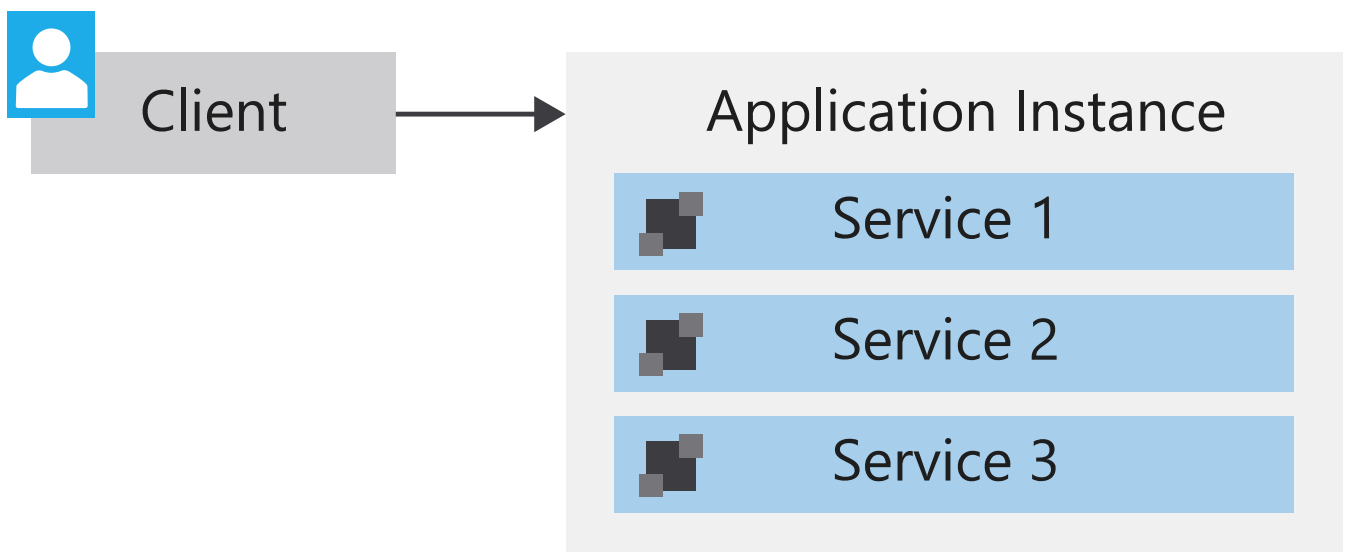 Client
Application Instance
Service 1
Service 2
Service 3